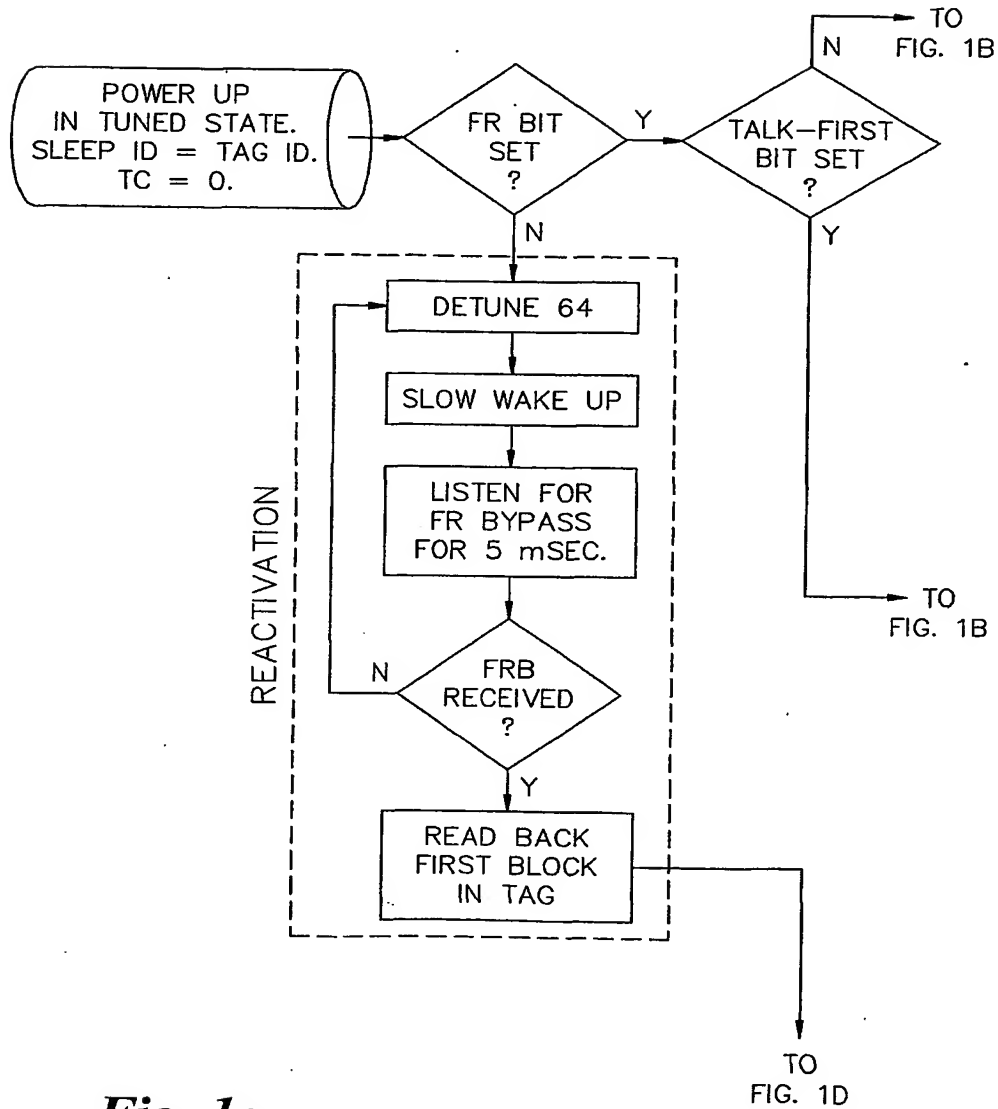 POWER UP
IN TUNED STATE.
SLEEP ID = TAG ID.
TC = 0.
FR BIT
SET
?
Y
N
TALK-FIRST
BIT SET
?
N
TO
FIG. 1B
Y
TO
FIG. 1B
REACTIVATION
DETUNE 64
SLOW WAKE UP
LISTEN FOR
FR BYPASS
FOR 5 mSEC.
FRB
RECEIVED
?
N
Y
READ BACK
FIRST BLOCK
IN TAG
TO
FIG. 1D